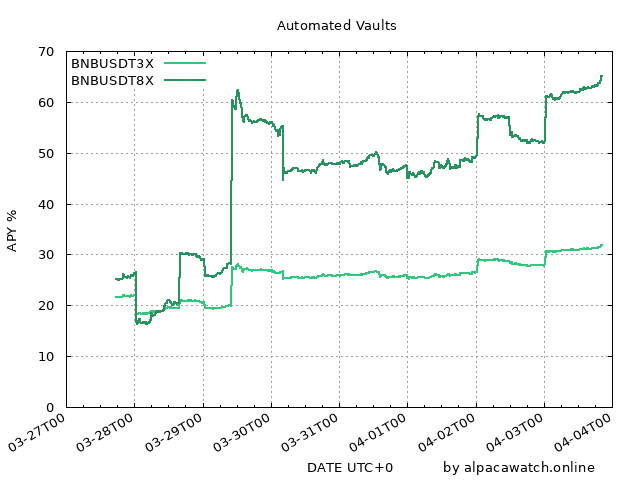 Automated Vaults
BNBUSDT3X
BNBUSDT8X
APY %
70
60
50
40
30
20
10
0
03-27T00
03-28T00
03-29T00
03-30T00
03-31T00
04-01T00
04-02T00
04-03T00
04-04T00
DATE UTC+0
by alpacawatch.online